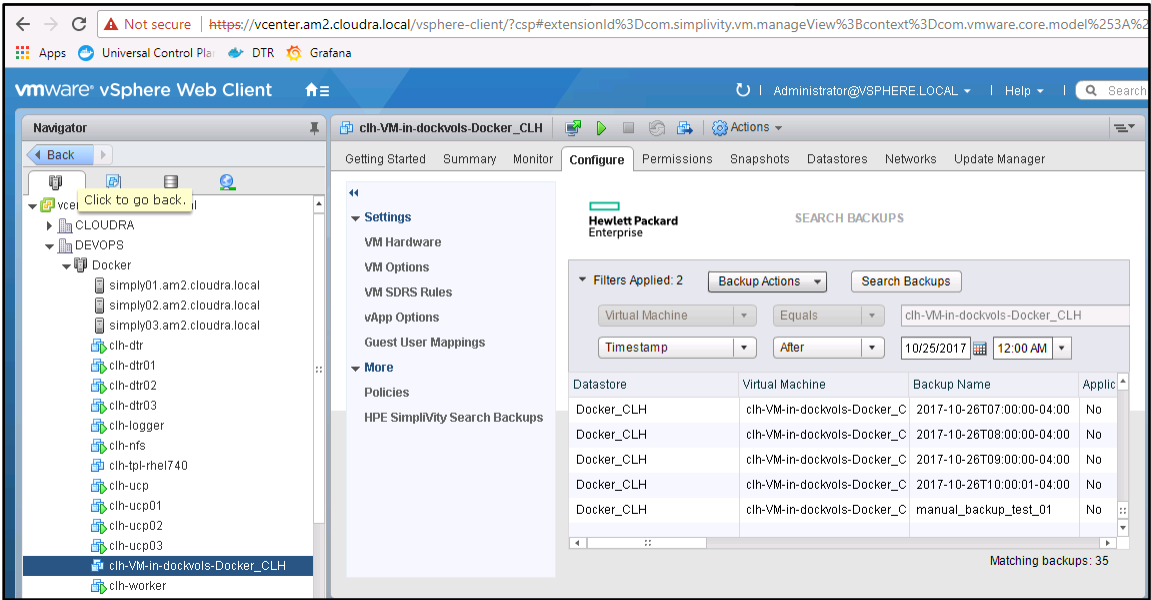 Not secure | https://vcenter.am2.cloudra.local/vsphere-client/?csp#extensionId%3Dcom.simplivity.vm.manageView%3Bcontext%3Dcom.vmware.core.model%253A%2
Apps Universal Control Pla DTR Grafana
vmware® vSphere Web Client
Administrator@VSPHERE.LOCAL | Help | Search
Navigator
Back
Click to go back.
vce l
CLOUDRA
DEVOPS
Docker
simply01.am2.cloudra.local
simply02.am2.cloudra.local
simply03.am2.cloudra.local
clh-dtr
clh-dtr01
clh-dtr02
clh-dtr03
clh-logger
clh-nfs
clh-tpl-rhel740
clh-ucp
clh-ucp01
clh-ucp02
clh-ucp03
clh-VM-in-dockvols-Docker_CLH
clh-worker
clh-VM-in-dockvols-Docker_CLH Actions
Getting Started Summary Monitor Configure Permissions Snapshots Datastores Networks Update Manager
Settings
VM Hardware
VM Options
VM SDRS Rules
vApp Options
Guest User Mappings
More
Policies
HPE SimpliVity Search Backups
Hewlett Packard
Enterprise
SEARCH BACKUPS
Filters Applied: 2 Backup Actions Search Backups
Virtual Machine Equals clh-VM-in-dockvols-Docker_CLH
Timestamp After 10/25/2017 12:00 AM
Datastore Virtual Machine Backup Name Applic
Docker_CLH clh-VM-in-dockvols-Docker_C 2017-10-26T07:00:00-04:00 No
Docker_CLH clh-VM-in-dockvols-Docker_C 2017-10-26T08:00:00-04:00 No
Docker_CLH clh-VM-in-dockvols-Docker_C 2017-10-26T09:00:00-04:00 No
Docker_CLH clh-VM-in-dockvols-Docker_C 2017-10-26T10:00:01-04:00 No
Docker_CLH clh-VM-in-dockvols-Docker_C manual_backup_test_01 No
Matching backups: 35